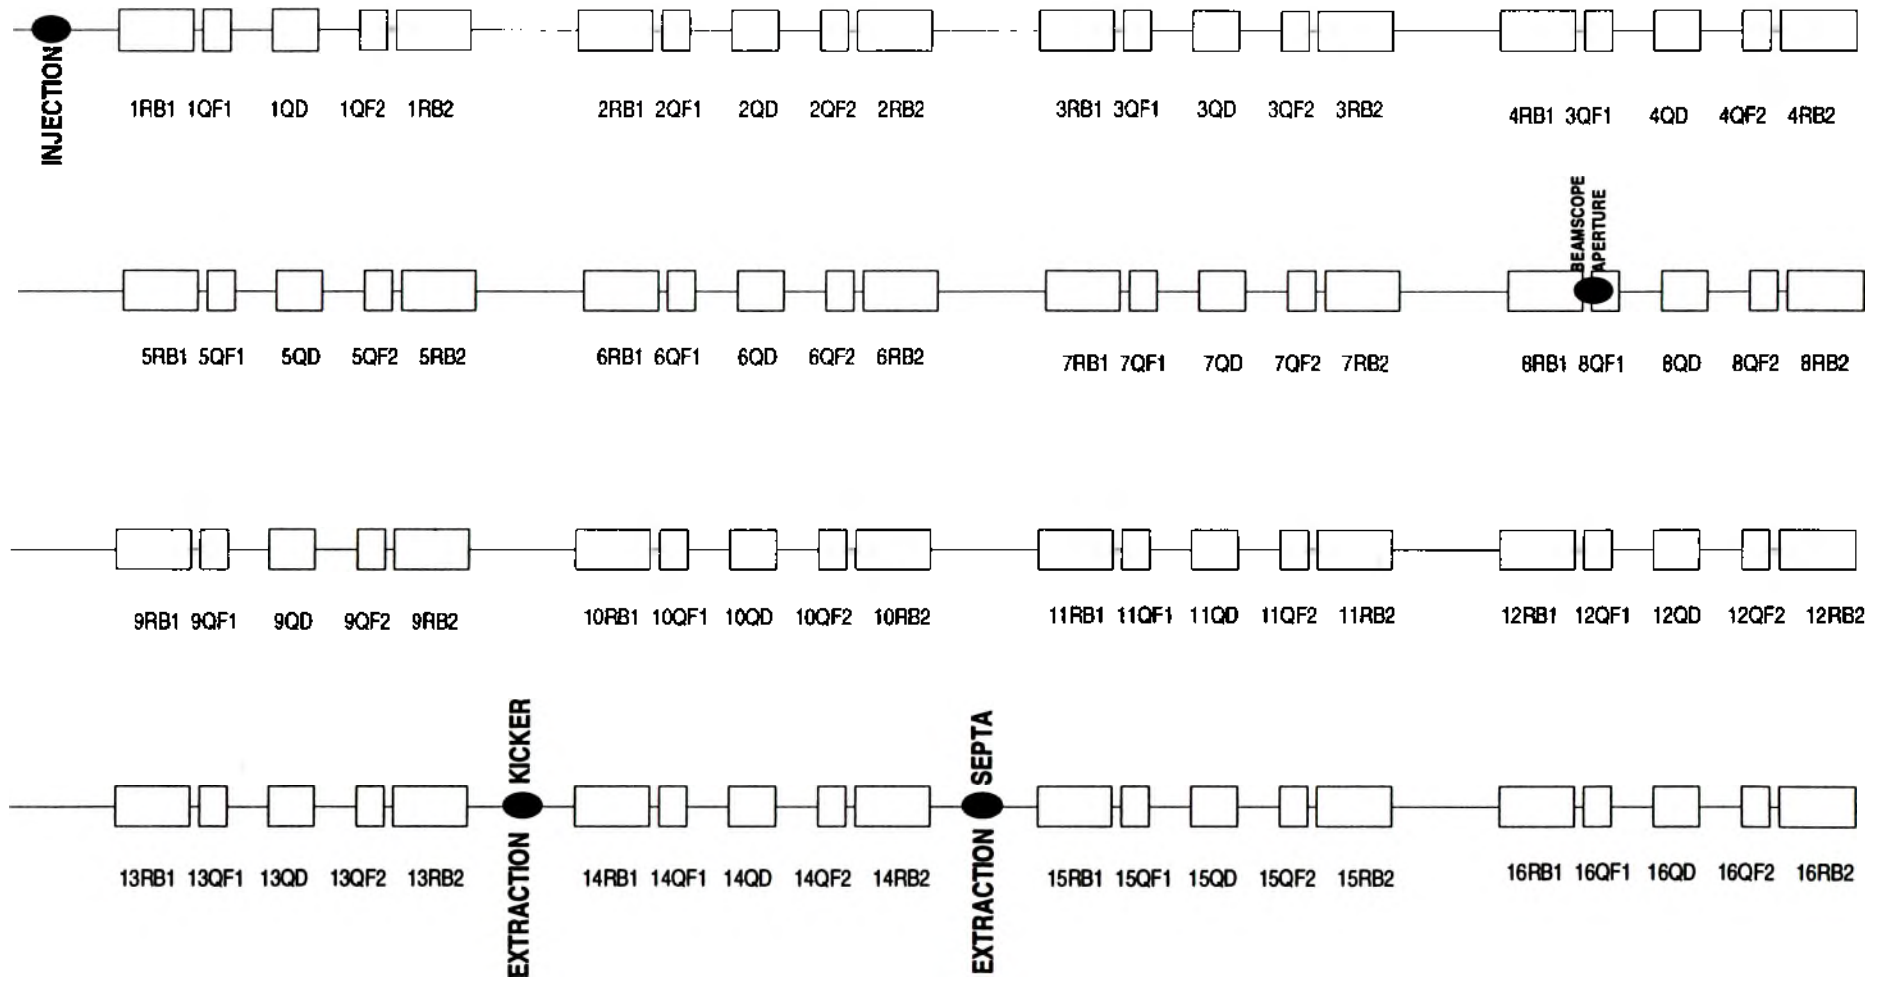 INJECTION
1RB1 1QF1 1QD 1QF2 1RB2 2RB1 2QF1 2QD 2QF2 2RB2 3RB1 3QF1 3QD 3QF2 3RB2 4RB1 3QF1 4QD 4QF2 4RB2
BEAMSCOPE
APERTURE
5RB1 5QF1 5QD 5QF2 5RB2 6RB1 6QF1 6QD 6QF2 6RB2 7RB1 7QF1 7QD 7QF2 7RB2 8RB1 8QF1 8QD 8QF2 8RB2
9RB1 9QF1 9QD 9QF2 9RB2 10RB1 10QF1 10QD 10QF2 10RB2 11RB1 11QF1 11QD 11QF2 11RB2 12RB1 12QF1 12QD 12QF2 12RB2
EXTRACTION KICKER
EXTRACTION SEPTA
13RB1 13QF1 13QD 13QF2 13RB2 14RB1 14QF1 14QD 14QF2 14RB2 15RB1 15QF1 15QD 15QF2 15RB2 16RB1 16QF1 16QD 16QF2 16RB2